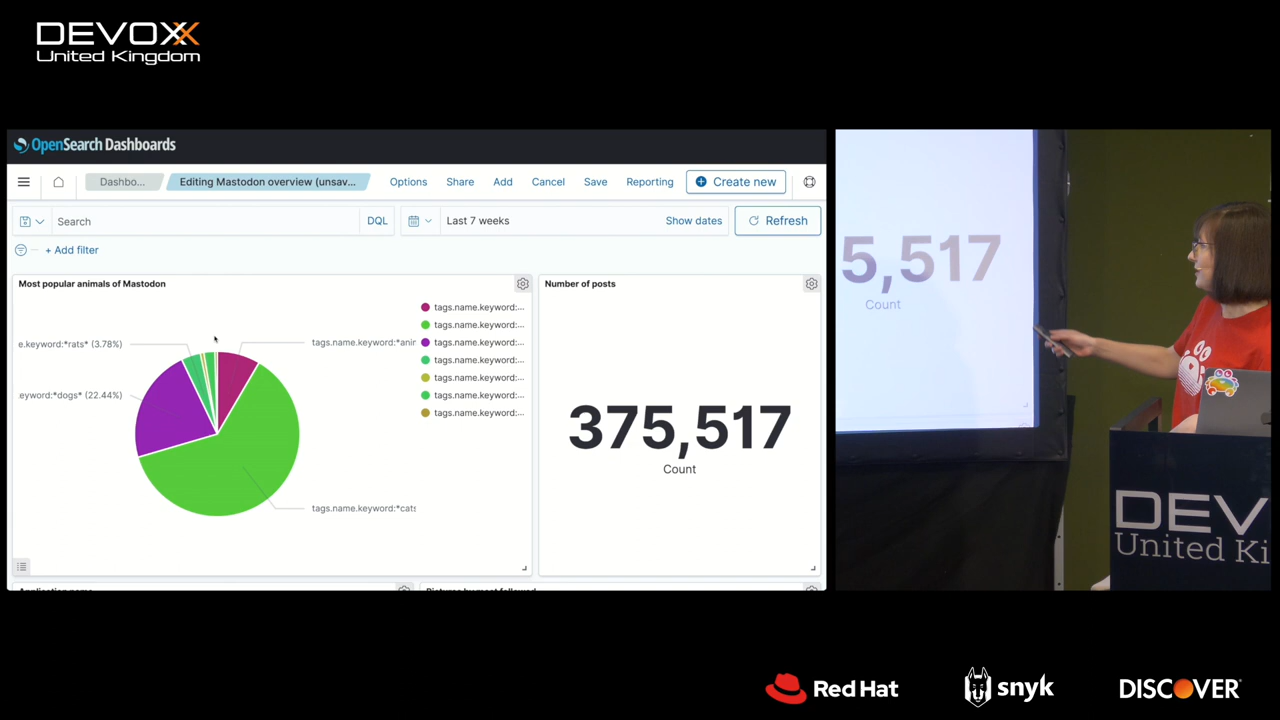 DEVOXX
United Kingdom
OpenSearch Dashboards
Dashbo...
Editing Mastodon overview (unsav...
Options
Share
Add
Cancel
Save
Reporting
Create new
Search
DQL
Last 7 weeks
Show dates
Refresh
+ Add filter
Most popular animals of Mastodon
tags.name.keyword:...
tags.name.keyword:...
tags.name.keyword:...
tags.name.keyword:...
tags.name.keyword:...
tags.name.keyword:...
tags.name.keyword:...
e.keyword:*rats* (3.78%)
tags.name.keyword:*anir
eyword:*dogs* (22.44%)
tags.name.keyword:*cats
Number of posts
375,517
Count
5,517
Count
DEV
United Ki
Red Hat
snyk
DISCOVER